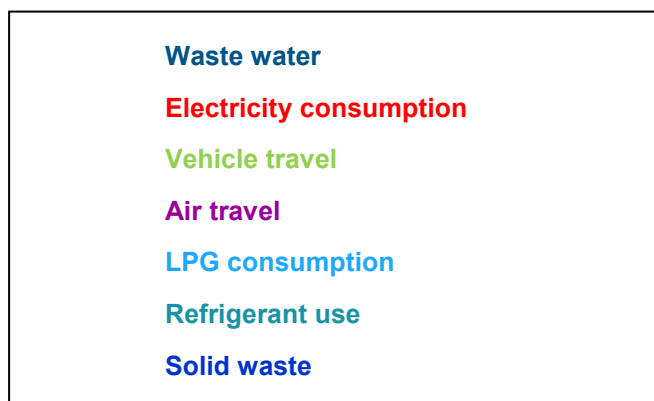 Waste water
Electricity consumption
Vehicle travel
Air travel
LPG consumption
Refrigerant use
Solid waste